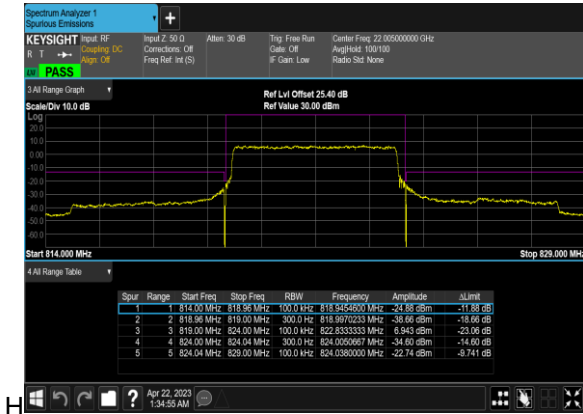 Spectrum Analyzer 1
Spurious Emissions
+
KEYSIGHT Input: RF Input Z: 50 Ω Atten: 30 dB Trig: Free Run Center Freq: 22.005000000 GHz
R T Coupling: DC Corrections: Off Gate: Off Avg|Hold: 100/100
Align: Off Freq Ref: Int (S) IF Gain: Low Radio Std: None
PASS
3 All Range Graph
Ref Lvl Offset 25.40 dB
Scale/Div 10.0 dB Ref Value 30.00 dBm
Log
20.0
10.0
0.00
-10.0
-20.0
-30.0
-40.0
-50.0
-60.0
Start 814.000 MHz Stop 829.000 MHz
4 All Range Table
Spur Range Start Freq Stop Freq RBW Frequency Amplitude ΔLimit
1 1 814.00 MHz 818.96 MHz 100.0 kHz 818.9454600 MHz -24.88 dBm -11.88 dB
2 2 818.96 MHz 819.00 MHz 300.0 Hz 818.9970233 MHz -38.66 dBm -18.66 dB
3 3 819.00 MHz 824.00 MHz 100.0 kHz 822.8333333 MHz 6.943 dBm -23.06 dB
4 4 824.00 MHz 824.04 MHz 300.0 Hz 824.0050667 MHz -34.60 dBm -14.60 dB
5 5 824.04 MHz 829.00 MHz 100.0 kHz 824.0380000 MHz -22.74 dBm -9.741 dB
H
? Apr 22, 2023
1:34:55 AM